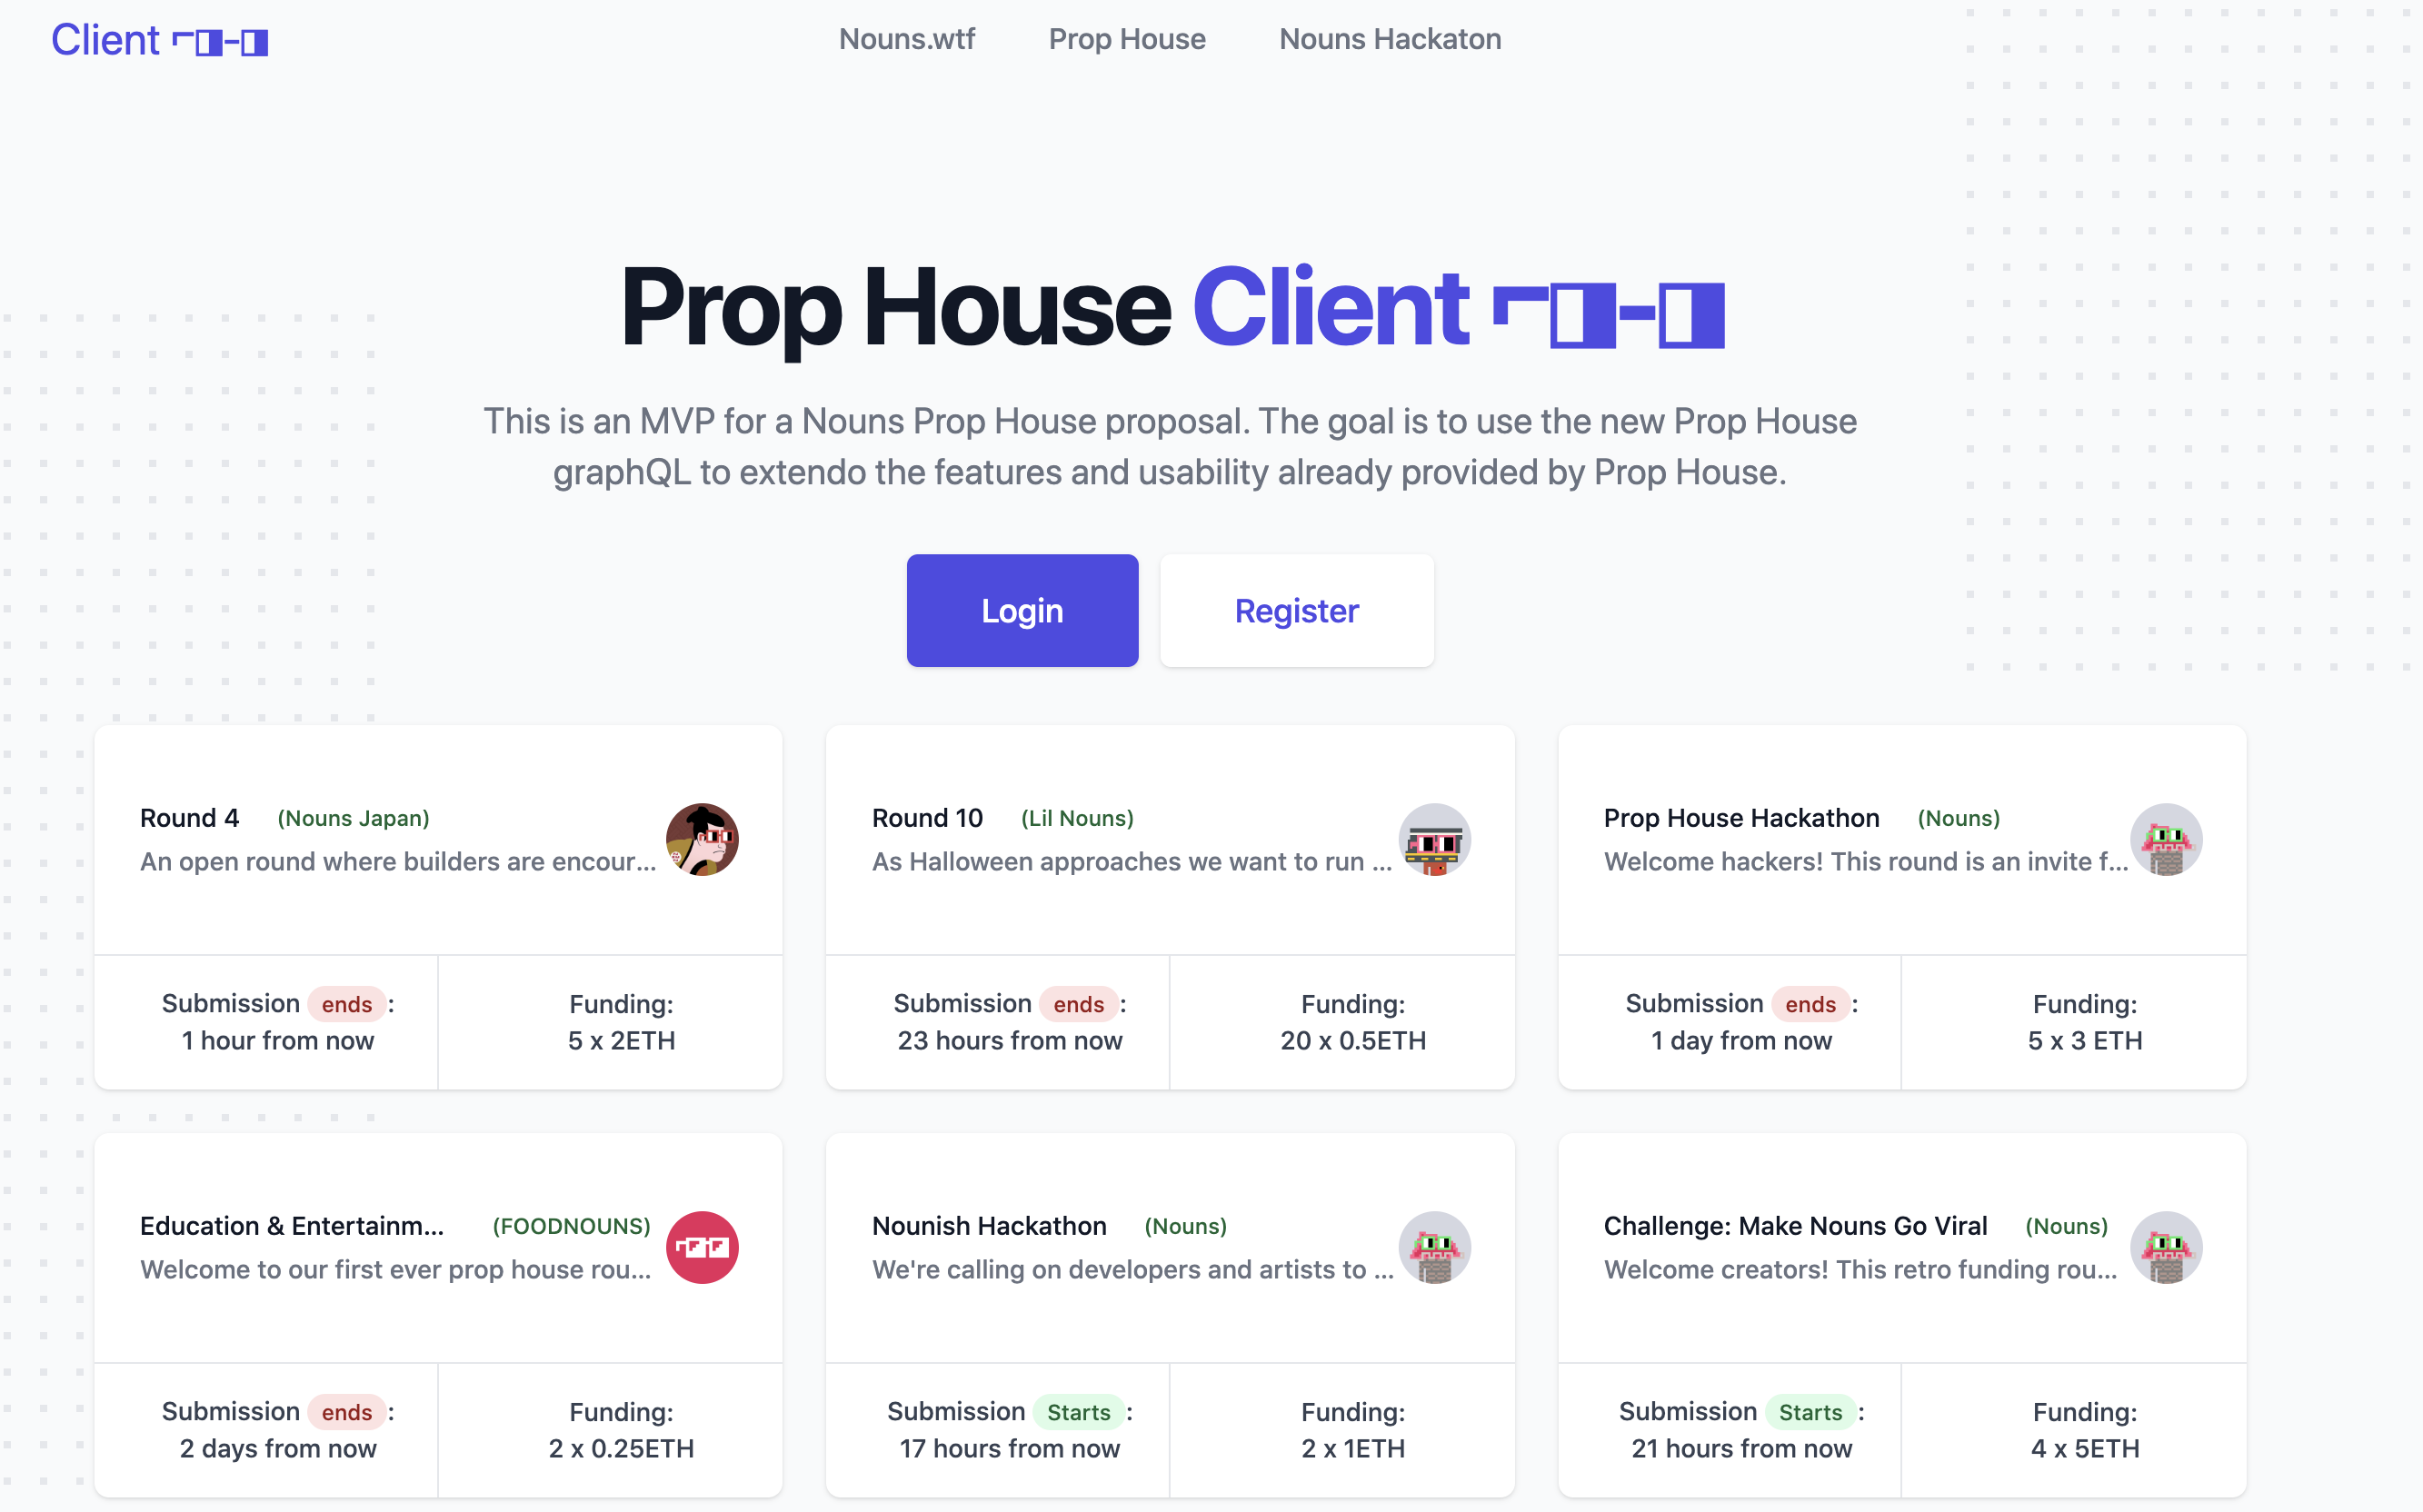 Client ⌐◨-◨
Nouns.wtf
Prop House
Nouns Hackaton
Prop House Client ⌐◨-◨
This is an MVP for a Nouns Prop House proposal. The goal is to use the new Prop House
graphQL to extendo the features and usability already provided by Prop House.
Login
Register
Round 4 (Nouns Japan)
An open round where builders are encour...
Submission ends:
1 hour from now
Funding:
5 x 2ETH
Round 10 (Lil Nouns)
As Halloween approaches we want to run ...
Submission ends:
23 hours from now
Funding:
20 x 0.5ETH
Prop House Hackathon (Nouns)
Welcome hackers! This round is an invite f...
Submission ends:
1 day from now
Funding:
5 x 3 ETH
Education & Entertainm... (FOODNOUNS)
Welcome to our first ever prop house rou...
Submission ends:
2 days from now
Funding:
2 x 0.25ETH
Nounish Hackathon (Nouns)
We're calling on developers and artists to ...
Submission Starts:
17 hours from now
Funding:
2 x 1ETH
Challenge: Make Nouns Go Viral (Nouns)
Welcome creators! This retro funding rou...
Submission Starts:
21 hours from now
Funding:
4 x 5ETH